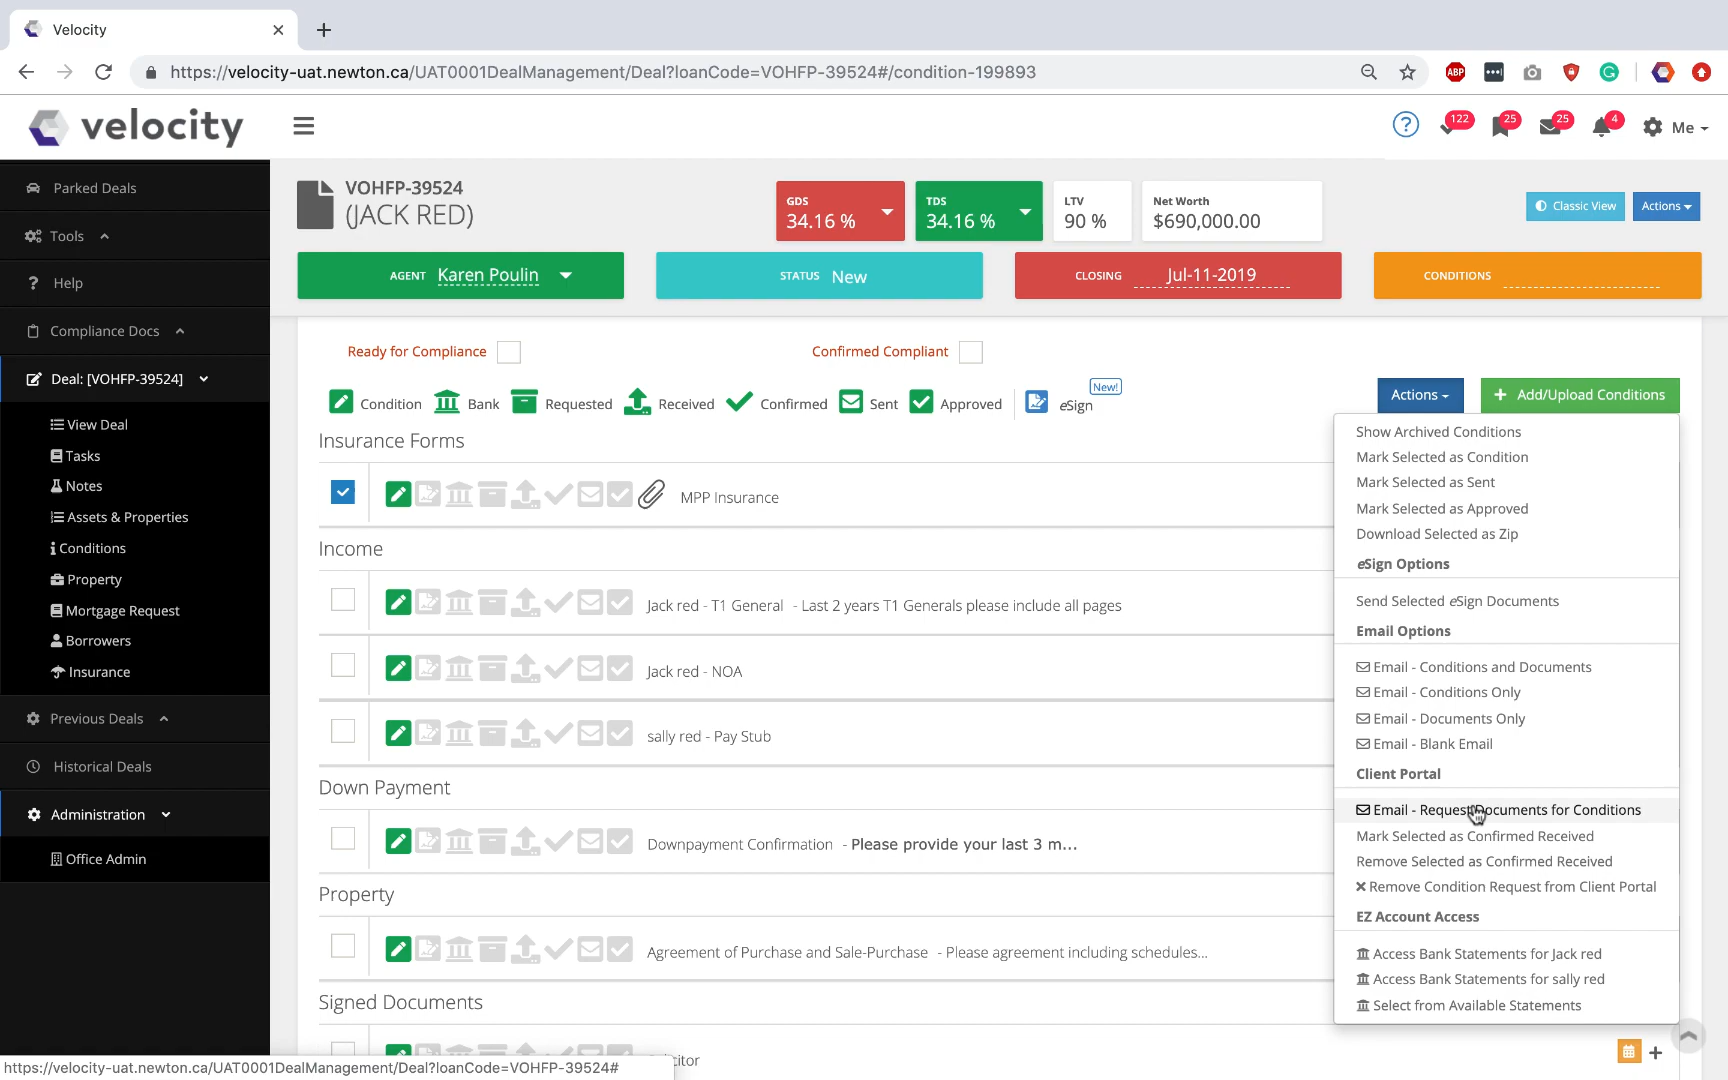 Velocity
https://velocity-uat.newton.ca/UAT0001DealManagement/Deal?loanCode=VOHFP-39524#/condition-199893
ABP
velocity
122
25
25
4
Me
Parked Deals
Tools
Help
Compliance Docs
Deal: [VOHFP-39524]
View Deal
Tasks
Notes
Assets & Properties
Conditions
Property
Mortgage Request
Borrowers
Insurance
Previous Deals
Historical Deals
Administration
Office Admin
VOHFP-39524
(JACK RED)
GDS
34.16 %
TDS
34.16 %
LTV
90 %
Net Worth
$690,000.00
Classic View
Actions
AGENT Karen Poulin
STATUS New
CLOSING Jul-11-2019
CONDITIONS
Ready for Compliance
Confirmed Compliant
Condition
Bank
Requested
Received
Confirmed
Sent
Approved
eSign
New!
Actions
+ Add/Upload Conditions
Insurance Forms
MPP Insurance
Income
Jack red - T1 General - Last 2 years T1 Generals please include all pages
Jack red - NOA
sally red - Pay Stub
Down Payment
Downpayment Confirmation - Please provide your last 3 m...
Property
Agreement of Purchase and Sale-Purchase - Please agreement including schedules...
Signed Documents
Show Archived Conditions
Mark Selected as Condition
Mark Selected as Sent
Mark Selected as Approved
Download Selected as Zip
eSign Options
Send Selected eSign Documents
Email Options
Email - Conditions and Documents
Email - Conditions Only
Email - Documents Only
Email - Blank Email
Client Portal
Email - Request Documents for Conditions
Mark Selected as Confirmed Received
Remove Selected as Confirmed Received
Remove Condition Request from Client Portal
EZ Account Access
Access Bank Statements for Jack red
Access Bank Statements for sally red
Select from Available Statements
https://velocity-uat.newton.ca/UAT0001DealManagement/Deal?loanCode=VOHFP-39524#